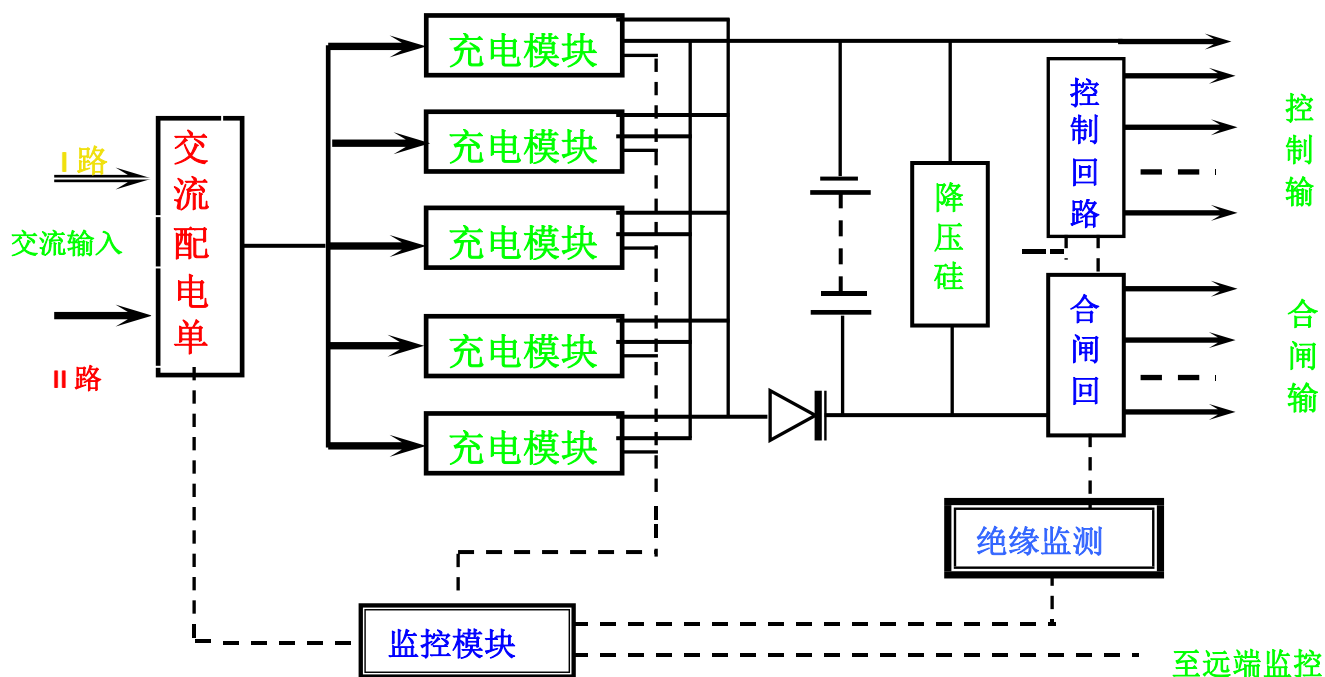 I 路
交流输入
II 路
交流配电单
充电模块
充电模块
充电模块
充电模块
充电模块
降压硅
控制回路
合闸回
控制输
合闸输
绝缘监测
监控模块
至远端监控